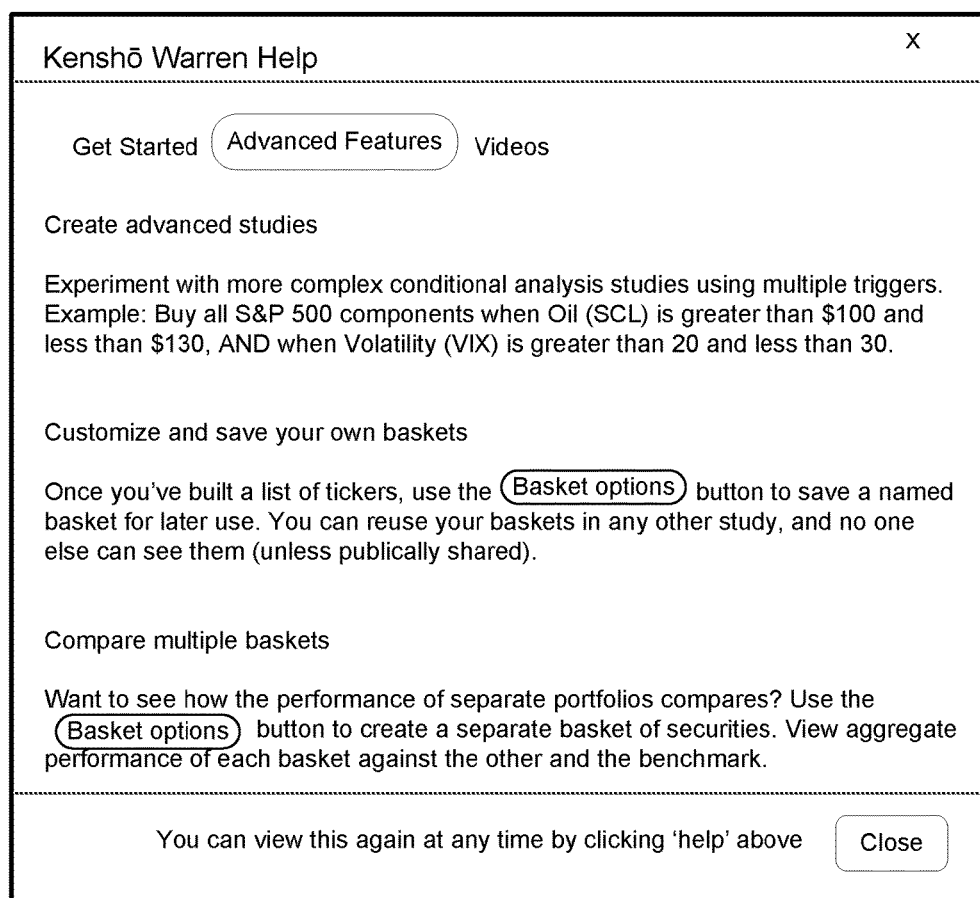 Kenshō Warren Help
X
Get Started Advanced Features Videos
Create advanced studies
Experiment with more complex conditional analysis studies using multiple triggers.
Example: Buy all S&P 500 components when Oil (SCL) is greater than $100 and
less than $130, AND when Volatility (VIX) is greater than 20 and less than 30.
Customize and save your own baskets
Once you've built a list of tickers, use the Basket options button to save a named
basket for later use. You can reuse your baskets in any other study, and no one
else can see them (unless publically shared).
Compare multiple baskets
Want to see how the performance of separate portfolios compares? Use the
Basket options button to create a separate basket of securities. View aggregate
performance of each basket against the other and the benchmark.
You can view this again at any time by clicking ‘help’ above
Close